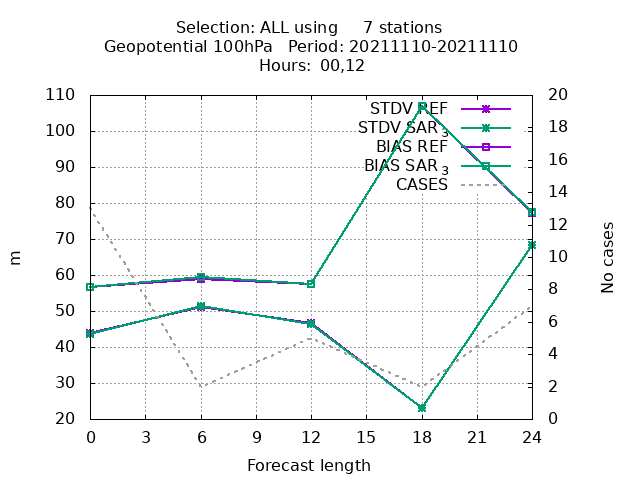 Selection: ALL using 7 stations
Geopotential 100hPa Period: 20211110-20211110
Hours: 00,12
110
100
90
80
70
60
50
40
30
20
m
0 3 6 9 12 15 18 21 24
Forecast length
20
18
16
14
12
10
8
6
4
2
0
No cases
STDV REF
STDV SAR 3
BIAS REF
BIAS SAR 3
CASES